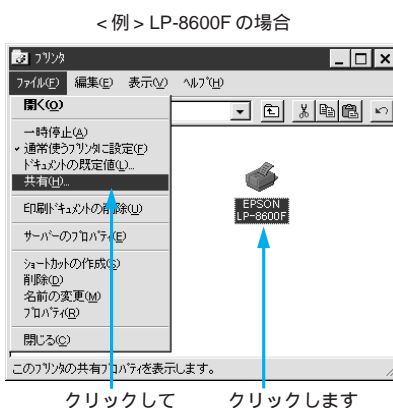 <例> LP-8600Fの場合
プリンタ
ファイル(F) 編集(E) 表示(V) ヘルプ(H)
開く(O)
一時停止(A)
通常使うプリンタに設定(F)
ドキュメントの既定値(L)...
共有(H)...
印刷ドキュメントの削除(U)
サーバーのプロパティ(E)
ショートカットの作成(S)
削除(D)
名前の変更(M)
プロパティ(R)
閉じる(C)
EPSON
LP-8600F
このプリンタの共有プロパティを表示します。
クリックして クリックします